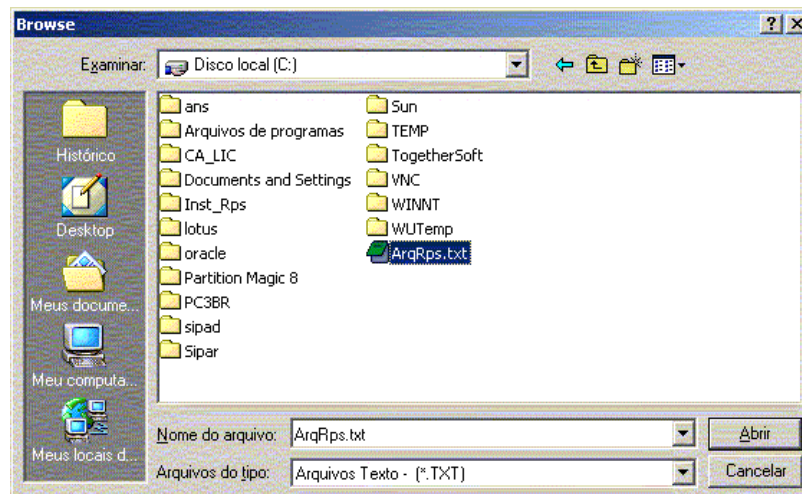 Browse
Examinar:
Disco local (C:)
Histórico
Desktop
Meus docume...
Meu computa...
Meus locais d...
ans
Arquivos de programas
CA_LIC
Documents and Settings
Inst_Rps
lotus
oracle
Partition Magic 8
PC3BR
sipad
Sipar
Sun
TEMP
TogetherSoft
VNC
WINNT
WUTemp
ArqRps.txt
Nome do arquivo: ArqRps.txt
Abrir
Arquivos do tipo: Arquivos Texto - (*.TXT)
Cancelar